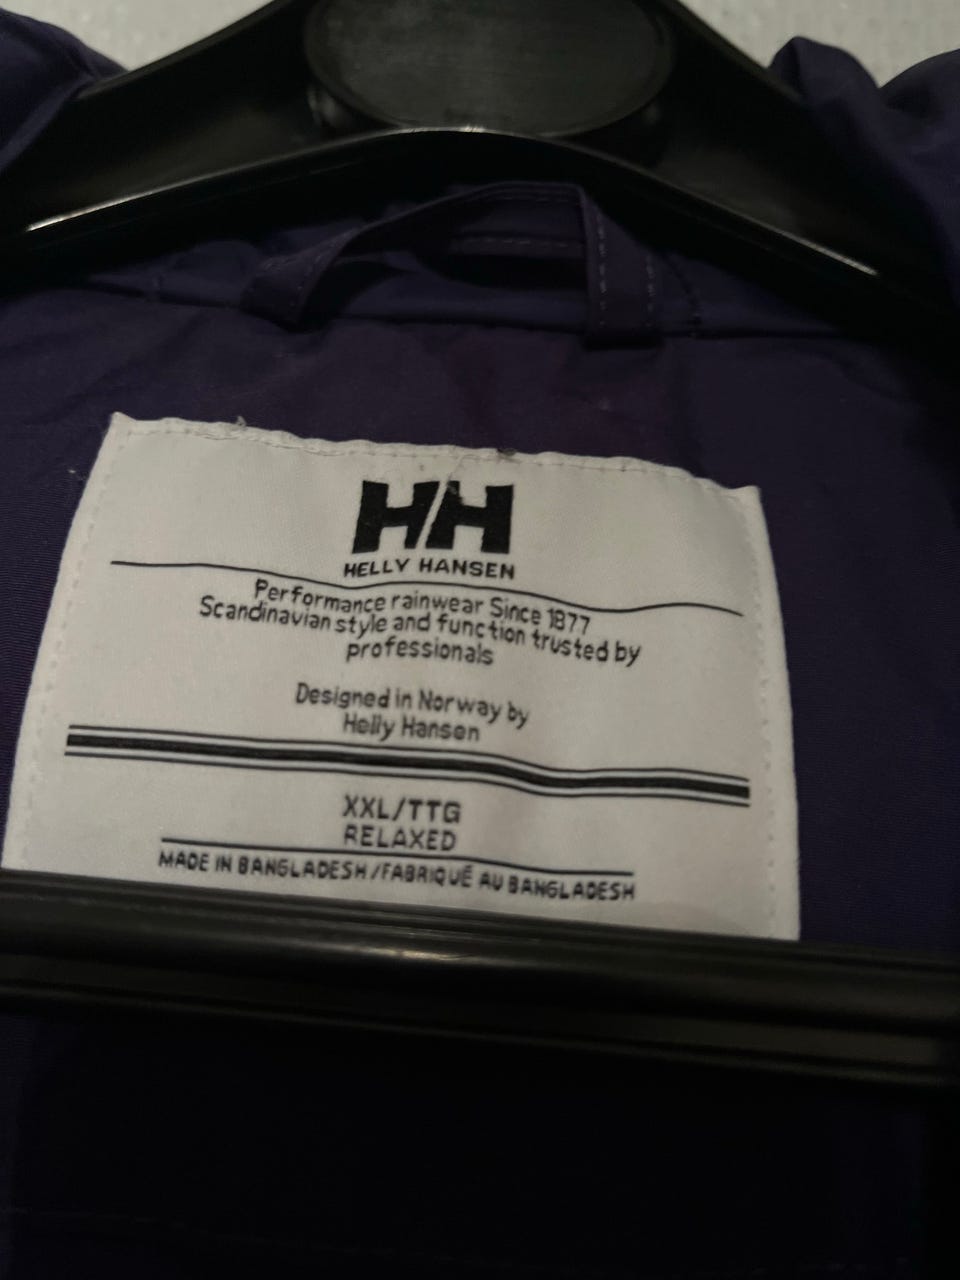 HH
HELLY HANSEN
Performance rainwear Since 1877
Scandinavian style and function trusted by
professionals
Designed in Norway by
Helly Hansen
XXL/TTG
RELAXED
MADE IN BANGLADESH/FABRIQUÉ AU BANGLADESH